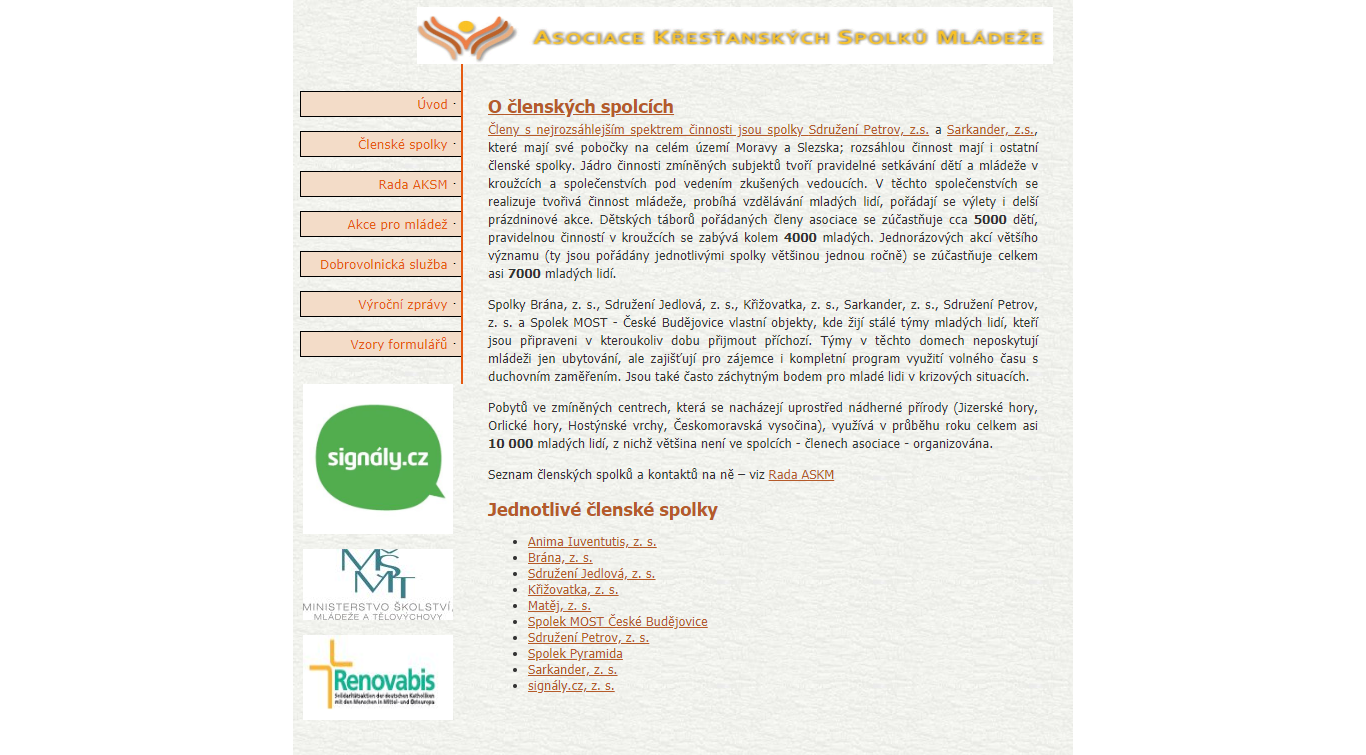 Asociace Křesťanských Spolků Mládeže
Úvod ·
Členské spolky ·
Rada AKSM ·
Akce pro mládež ·
Dobrovolnická služba ·
Výroční zprávy ·
Vzory formulářů ·
signály.cz
MŠMT
MINISTERSTVO ŠKOLSTVÍ,
MLÁDEŽE A TĚLOVÝCHOVY
Renovabis
Solidaritätsaktion der deutschen Katholiken
mit den Menschen in Mittel- und Osteuropa
O členských spolcích
Členy s nejrozsáhlejším spektrem činnosti jsou spolky Sdružení Petrov, z.s. a Sarkander, z.s.,
které mají své pobočky na celém území Moravy a Slezska; rozsáhlou činnost mají i ostatní
členské spolky. Jádro činnosti zmíněných subjektů tvoří pravidelné setkávání dětí a mládeže v
kroužcích a společenstvích pod vedením zkušených vedoucích. V těchto společenstvích se
realizuje tvořivá činnost mládeže, probíhá vzdělávání mladých lidí, pořádají se výlety i delší
prázdninové akce. Dětských táborů pořádaných členy asociace se zúčastňuje cca 5000 dětí,
pravidelnou činností v kroužcích se zabývá kolem 4000 mladých. Jednorázových akcí většího
významu (ty jsou pořádány jednotlivými spolky většinou jednou ročně) se zúčastňuje celkem
asi 7000 mladých lidí.
Spolky Brána, z. s., Sdružení Jedlová, z. s., Křižovatka, z. s., Sarkander, z. s., Sdružení Petrov,
z. s. a Spolek MOST - České Budějovice vlastní objekty, kde žijí stálé týmy mladých lidí, kteří
jsou připraveni v kteroukoliv dobu přijmout příchozí. Týmy v těchto domech neposkytují
mládeži jen ubytování, ale zajišťují pro zájemce i kompletní program využití volného času s
duchovním zaměřením. Jsou také často záchytným bodem pro mladé lidi v krizových situacích.
Pobytů ve zmíněných centrech, která se nacházejí uprostřed nádherné přírody (Jizerské hory,
Orlické hory, Hostýnské vrchy, Českomoravská vysočina), využívá v průběhu roku celkem asi
10 000 mladých lidí, z nichž většina není ve spolcích - členech asociace - organizována.
Seznam členských spolků a kontaktů na ně – viz Rada ASKM
Jednotlivé členské spolky
Anima Iuventutis, z. s.
Brána, z. s.
Sdružení Jedlová, z. s.
Křižovatka, z. s.
Matěj, z. s.
Spolek MOST České Budějovice
Sdružení Petrov, z. s.
Spolek Pyramida
Sarkander, z. s.
signály.cz, z. s.